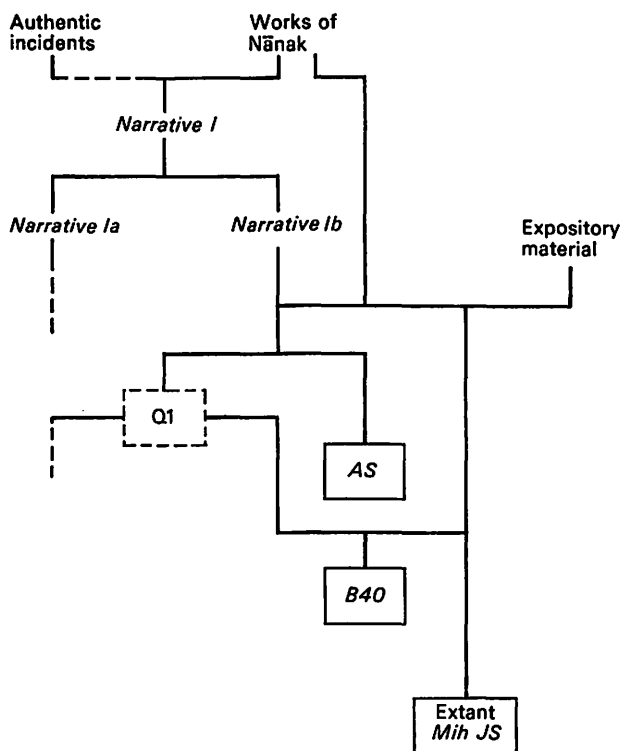 Authentic
incidents
Works of
Nānak
Narrative I
Narrative Ia
Narrative Ib
Expository
material
Q1
AS
B40
Extant
Mih JS